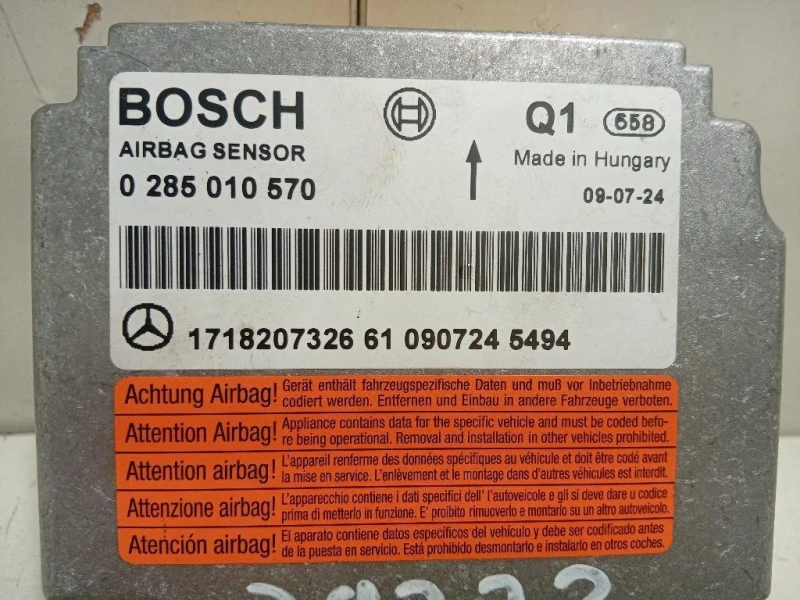 BOSCH
Q1 658
AIRBAG SENSOR
Made in Hungary
0 285 010 570
09-07-24
1718207326 61 090724 5494
Achtung Airbag! Gerät enthält fahrzeugspezifische Daten und muß vor Inbetriebnahme
codiert werden. Entfernen und Einbau in andere Fahrzeuge verboten.
Attention Airbag! Appliance contains data for the specific vehicle and must be coded befo-
re being operational. Removal and installation in other vehicles prohibited.
Attention airbag! L'appareil renferme des données spécifiques au véhicule et doit être codé avant
la mise en service. L'enlèvement et le montage dans d'autres véhicules est interdit.
Attenzione airbag! L'apparecchio contiene i dati specifici dell' l'autoveicole e gli si deve dare u codice
prima di metterlo in funzione. E' proibito rimuoverlo e montarlo su un altro autoveicolo.
Atención airbag! El aparato contiene datos específicos del vehículo y debe ser codificado antes
de la puesta en servicio. Está prohibido desmontarlo e instalarlo en otros coches.